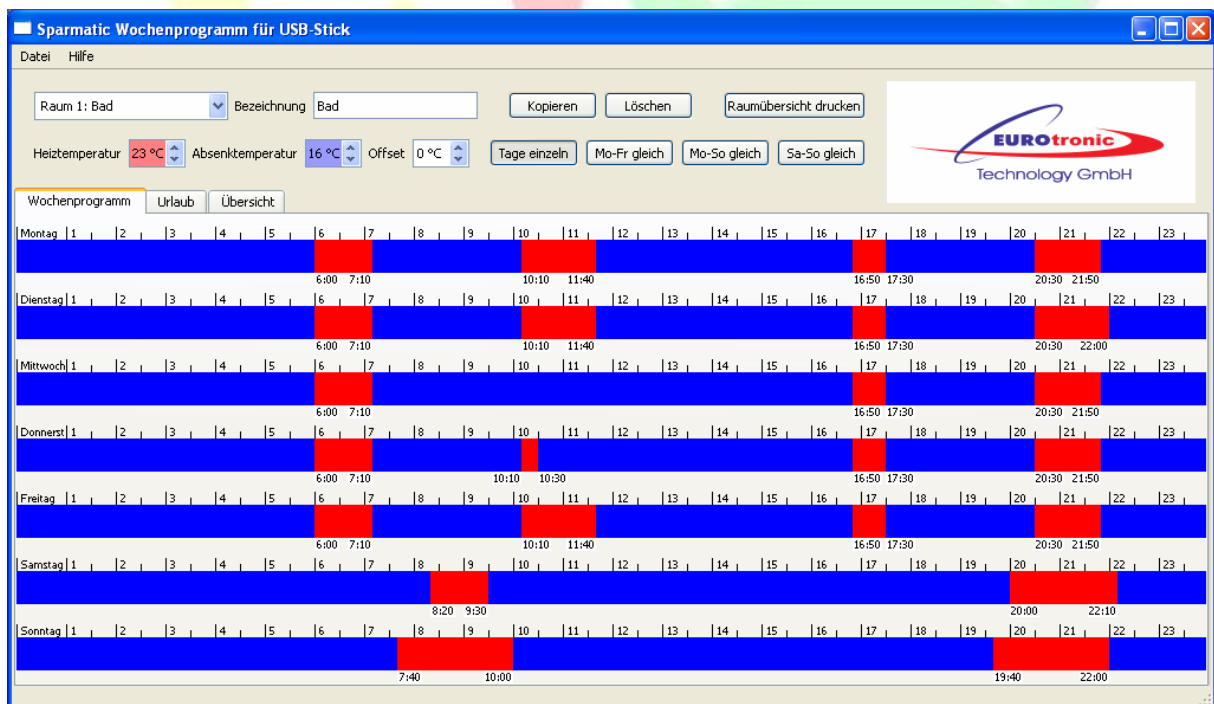 Sparmatic Wochenprogramm für USB-Stick
Datei Hilfe
Raum 1: Bad Bezeichnung Bad Kopieren Löschen Raumübersicht drucken
Heiztemperatur 23 °C Absenktemperatur 16 °C Offset 0 °C Tage einzeln Mo-Fr gleich Mo-So gleich Sa-So gleich
EUROtronic
Technology GmbH
Wochenprogramm Urlaub Übersicht
Montag 1 2 3 4 5 6 7 8 9 10 11 12 13 14 15 16 17 18 19 20 21 22 23
6:00 7:10 10:10 11:40 16:50 17:30 20:30 21:50
Dienstag 1 2 3 4 5 6 7 8 9 10 11 12 13 14 15 16 17 18 19 20 21 22 23
6:00 7:10 10:10 11:40 16:50 17:30 20:30 22:00
Mittwoch 1 2 3 4 5 6 7 8 9 10 11 12 13 14 15 16 17 18 19 20 21 22 23
6:00 7:10 16:50 17:30 20:30 21:50
Donnerst 1 2 3 4 5 6 7 8 9 10 11 12 13 14 15 16 17 18 19 20 21 22 23
6:00 7:10 10:10 10:30 16:50 17:30 20:30 21:50
Freitag 1 2 3 4 5 6 7 8 9 10 11 12 13 14 15 16 17 18 19 20 21 22 23
6:00 7:10 10:10 11:40 16:50 17:30 20:30 21:50
Samstag 1 2 3 4 5 6 7 8 9 10 11 12 13 14 15 16 17 18 19 20 21 22 23
8:20 9:30 20:00 22:10
Sonntag 1 2 3 4 5 6 7 8 9 10 11 12 13 14 15 16 17 18 19 20 21 22 23
7:40 10:00 19:40 22:00